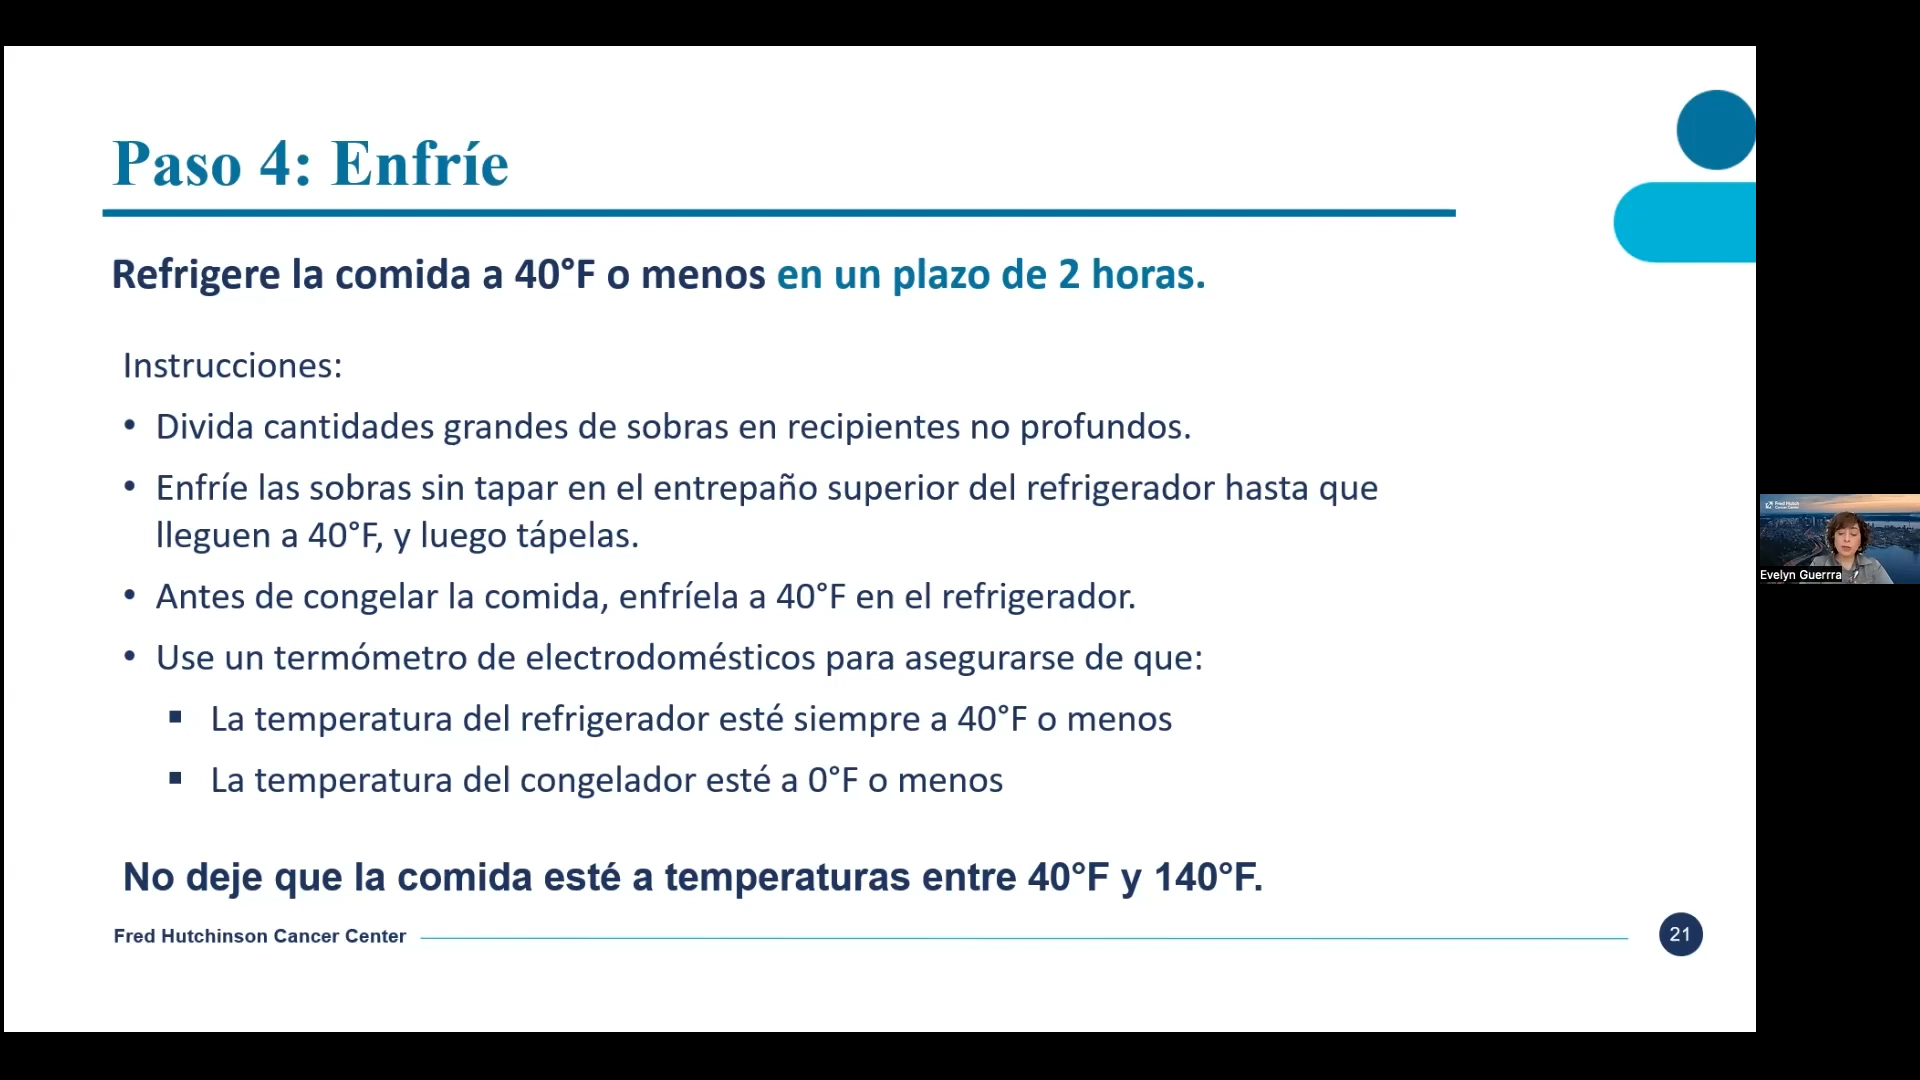 Paso 4: Enfríe
Refrigere la comida a 40°F o menos en un plazo de 2 horas.
Instrucciones:
• Divida cantidades grandes de sobras en recipientes no profundos.
• Enfríe las sobras sin tapar en el entrepaño superior del refrigerador hasta que
lleguen a 40°F, y luego tápelas.
• Antes de congelar la comida, enfríela a 40°F en el refrigerador.
• Use un termómetro de electrodomésticos para asegurarse de que:
▪ La temperatura del refrigerador esté siempre a 40°F o menos
▪ La temperatura del congelador esté a 0°F o menos
No deje que la comida esté a temperaturas entre 40°F y 140°F.
Fred Hutchinson Cancer Center
21
Fred Hutch
Cancer Center
Evelyn Guerrra